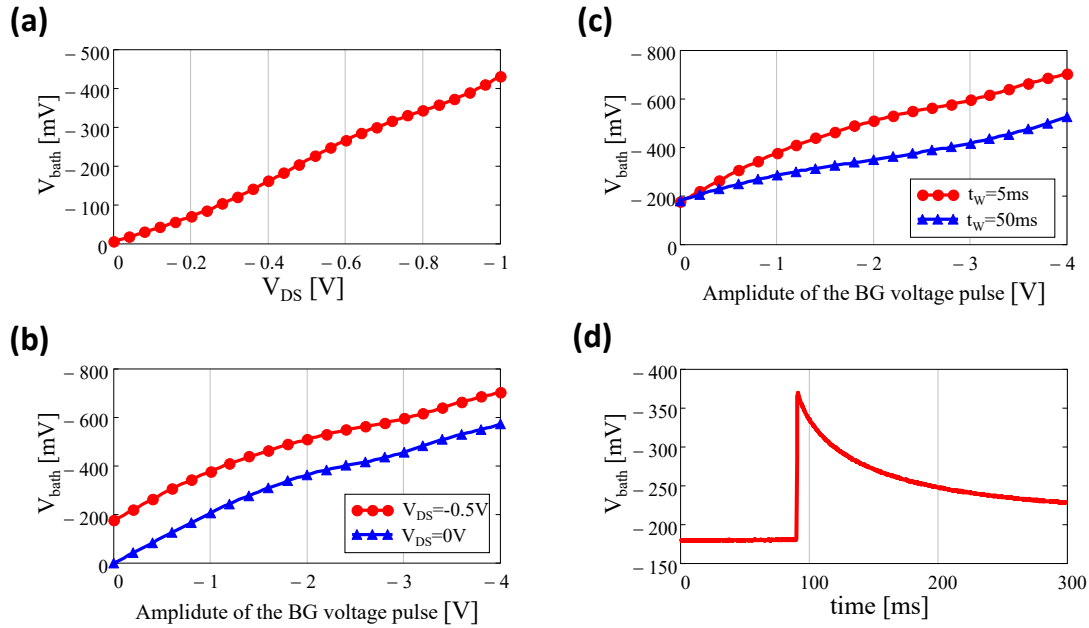 (a)
V_bath [mV]
– 500
– 400
– 300
– 200
– 100
0
0 – 0.2 – 0.4 – 0.6 – 0.8 – 1
V_DS [V]
(b)
V_bath [mV]
– 800
– 600
– 400
– 200
0
V_DS=-0.5V
V_DS=0V
0 – 1 – 2 – 3 – 4
Amplidute of the BG voltage pulse [V]
(c)
V_bath [mV]
– 800
– 600
– 400
– 200
0
t_W=5ms
t_W=50ms
0 – 1 – 2 – 3 – 4
Amplidute of the BG voltage pulse [V]
(d)
V_bath [mV]
– 400
– 350
– 300
– 250
– 200
– 150
0 100 200 300
time [ms]